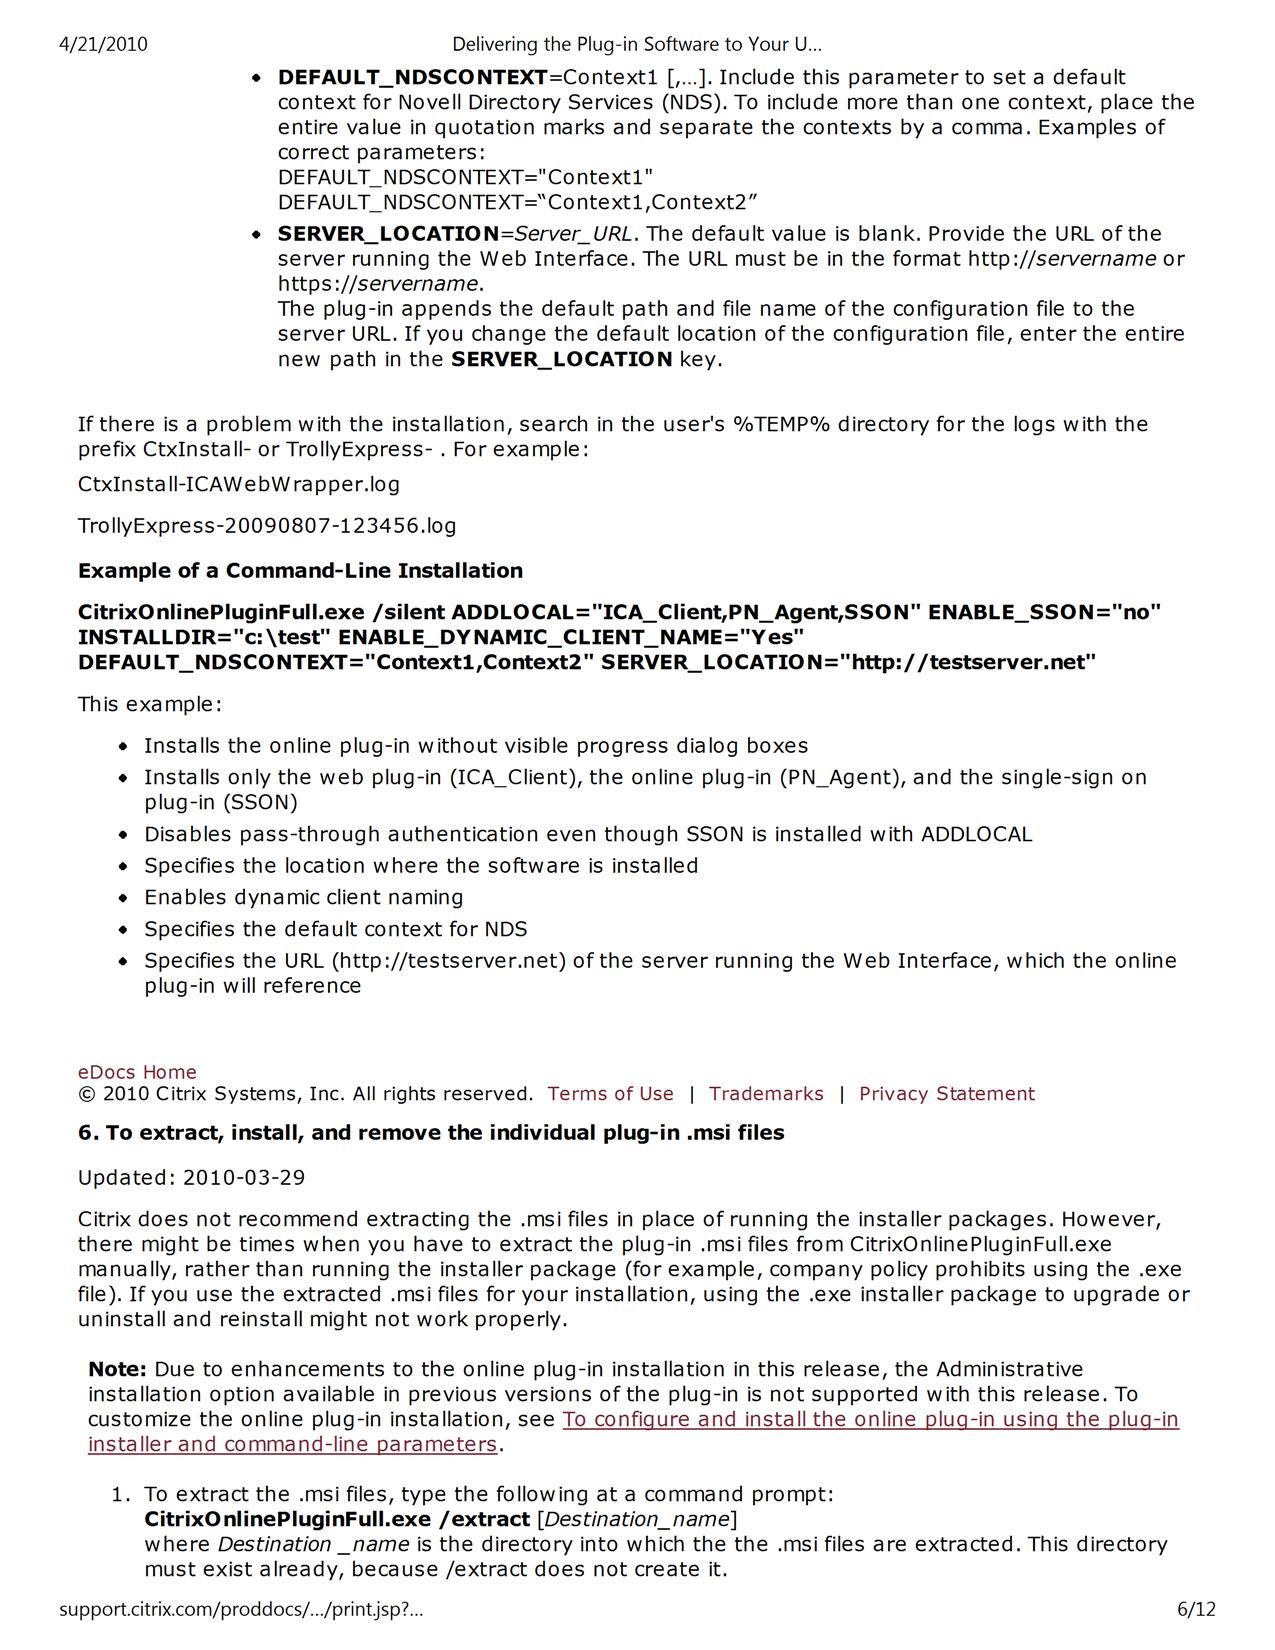 4/21/2010 Delivering the Plug-in Software to Your U...
• DEFAULT_NDSCONTEXT=Context1 [,...]. Include this parameter to set a default
context for Novell Directory Services (NDS). To include more than one context, place the
entire value in quotation marks and separate the contexts by a comma. Examples of
correct parameters:
DEFAULT_NDSCONTEXT="Context1"
DEFAULT_NDSCONTEXT=“Context1,Context2”
• SERVER_LOCATION=Server_URL. The default value is blank. Provide the URL of the
server running the Web Interface. The URL must be in the format http://servername or
https://servername.
The plug-in appends the default path and file name of the configuration file to the
server URL. If you change the default location of the configuration file, enter the entire
new path in the SERVER_LOCATION key.
If there is a problem with the installation, search in the user's %TEMP% directory for the logs with the
prefix CtxInstall- or TrollyExpress- . For example:
CtxInstall-ICAWebWrapper.log
TrollyExpress-20090807-123456.log
Example of a Command-Line Installation
CitrixOnlinePluginFull.exe /silent ADDLOCAL="ICA_Client,PN_Agent,SSON" ENABLE_SSON="no"
INSTALLDIR="c:\test" ENABLE_DYNAMIC_CLIENT_NAME="Yes"
DEFAULT_NDSCONTEXT="Context1,Context2" SERVER_LOCATION="http://testserver.net"
This example:
• Installs the online plug-in without visible progress dialog boxes
• Installs only the web plug-in (ICA_Client), the online plug-in (PN_Agent), and the single-sign on
plug-in (SSON)
• Disables pass-through authentication even though SSON is installed with ADDLOCAL
• Specifies the location where the software is installed
• Enables dynamic client naming
• Specifies the default context for NDS
• Specifies the URL (http://testserver.net) of the server running the Web Interface, which the online
plug-in will reference
eDocs Home
© 2010 Citrix Systems, Inc. All rights reserved. Terms of Use | Trademarks | Privacy Statement
6. To extract, install, and remove the individual plug-in .msi files
Updated: 2010-03-29
Citrix does not recommend extracting the .msi files in place of running the installer packages. However,
there might be times when you have to extract the plug-in .msi files from CitrixOnlinePluginFull.exe
manually, rather than running the installer package (for example, company policy prohibits using the .exe
file). If you use the extracted .msi files for your installation, using the .exe installer package to upgrade or
uninstall and reinstall might not work properly.
Note: Due to enhancements to the online plug-in installation in this release, the Administrative
installation option available in previous versions of the plug-in is not supported with this release. To
customize the online plug-in installation, see To configure and install the online plug-in using the plug-in
installer and command-line parameters.
1. To extract the .msi files, type the following at a command prompt:
CitrixOnlinePluginFull.exe /extract [Destination_name]
where Destination _name is the directory into which the the .msi files are extracted. This directory
must exist already, because /extract does not create it.
support.citrix.com/proddocs/.../print.jsp?... 6/12